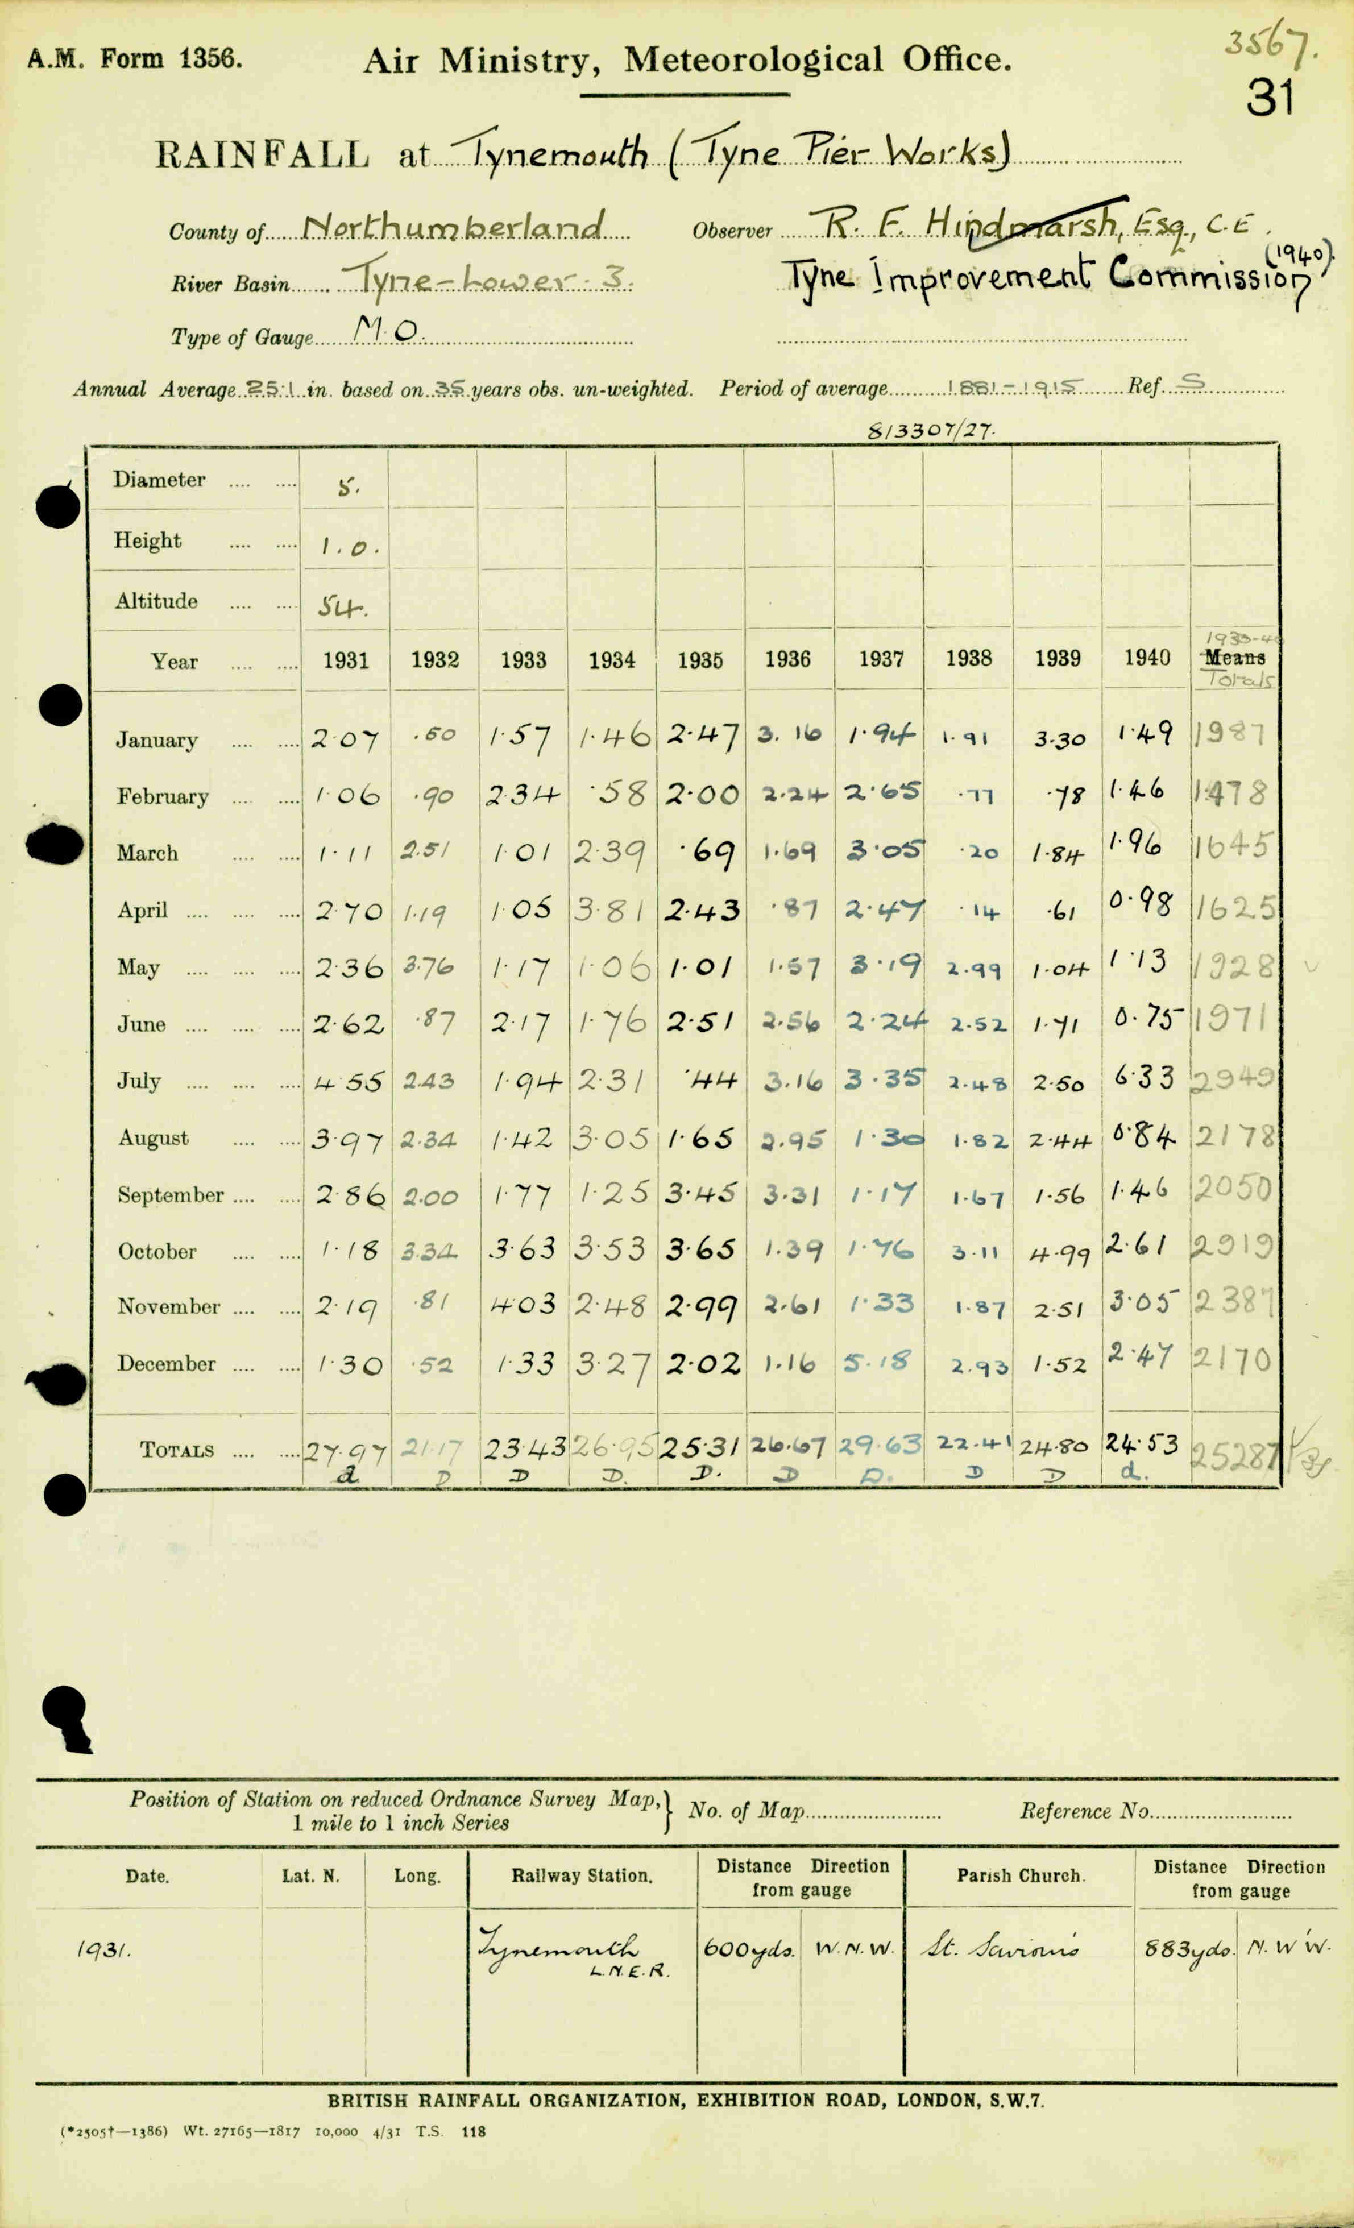 3567.
A.M. Form 1356. Air Ministry, Meteorological Office.
31
RAINFALL at Tynemouth (Tyne Pier Works)
County of Northumberland Observer R. F. Hindmarsh, Esq., C.E.
River Basin Tyne-Lower 3. Tyne Improvement Commission (1940)
Type of Gauge M.O.
Annual Average 25.1 in. based on 35 years obs. un-weighted. Period of average 1881-1915 Ref. S
813307/27.
Diameter 5.
Height 1.0.
Altitude 54.
Year 1931 1932 1933 1934 1935 1936 1937 1938 1939 1940 Means Totals
January 2.07 .50 1.57 1.46 2.47 3.16 1.94 1.91 3.30 1.49 1987
February 1.06 .90 2.34 .58 2.00 2.24 2.65 .77 .78 1.46 1478
March 1.11 2.51 1.01 2.39 .69 1.69 3.05 .20 1.84 1.96 1645
April 2.70 1.19 1.05 3.81 2.43 .87 2.47 .14 .61 0.98 1625
May 2.36 3.76 1.17 1.06 1.01 1.57 3.19 2.99 1.04 1.13 1928
June 2.62 .87 2.17 1.76 2.51 2.56 2.24 2.52 1.71 0.75 1971
July 4.55 2.43 1.94 2.31 .44 3.16 3.35 2.48 2.50 6.33 2949
August 3.97 2.34 1.42 3.05 1.65 2.95 1.30 1.82 2.44 0.84 2178
September 2.86 2.00 1.77 1.25 3.45 3.31 1.17 1.67 1.56 1.46 2050
October 1.18 3.34 3.63 3.53 3.65 1.39 1.76 3.11 4.99 2.61 2919
November 2.19 .81 4.03 2.48 2.99 2.61 1.33 1.87 2.51 3.05 2387
December 1.30 .52 1.33 3.27 2.02 1.16 5.18 2.93 1.52 2.47 2170
TOTALS 27.97 21.17 23.43 26.95 25.31 26.67 29.63 22.41 24.80 24.53 25287
d D D D. D. D D. D D d.
Position of Station on reduced Ordnance Survey Map, } No. of Map Reference No.
1 mile to 1 inch Series
Date. Lat. N. Long. Railway Station. Distance Direction from gauge Parish Church. Distance Direction from gauge
1931. Tynemouth L.N.E.R. 600yds. W.N.W. St. Saviours 883yds. N.W.W.
BRITISH RAINFALL ORGANIZATION, EXHIBITION ROAD, LONDON, S.W.7.
(*2505†—1386) Wt. 27165—1817 10,000 4/31 T.S. 118